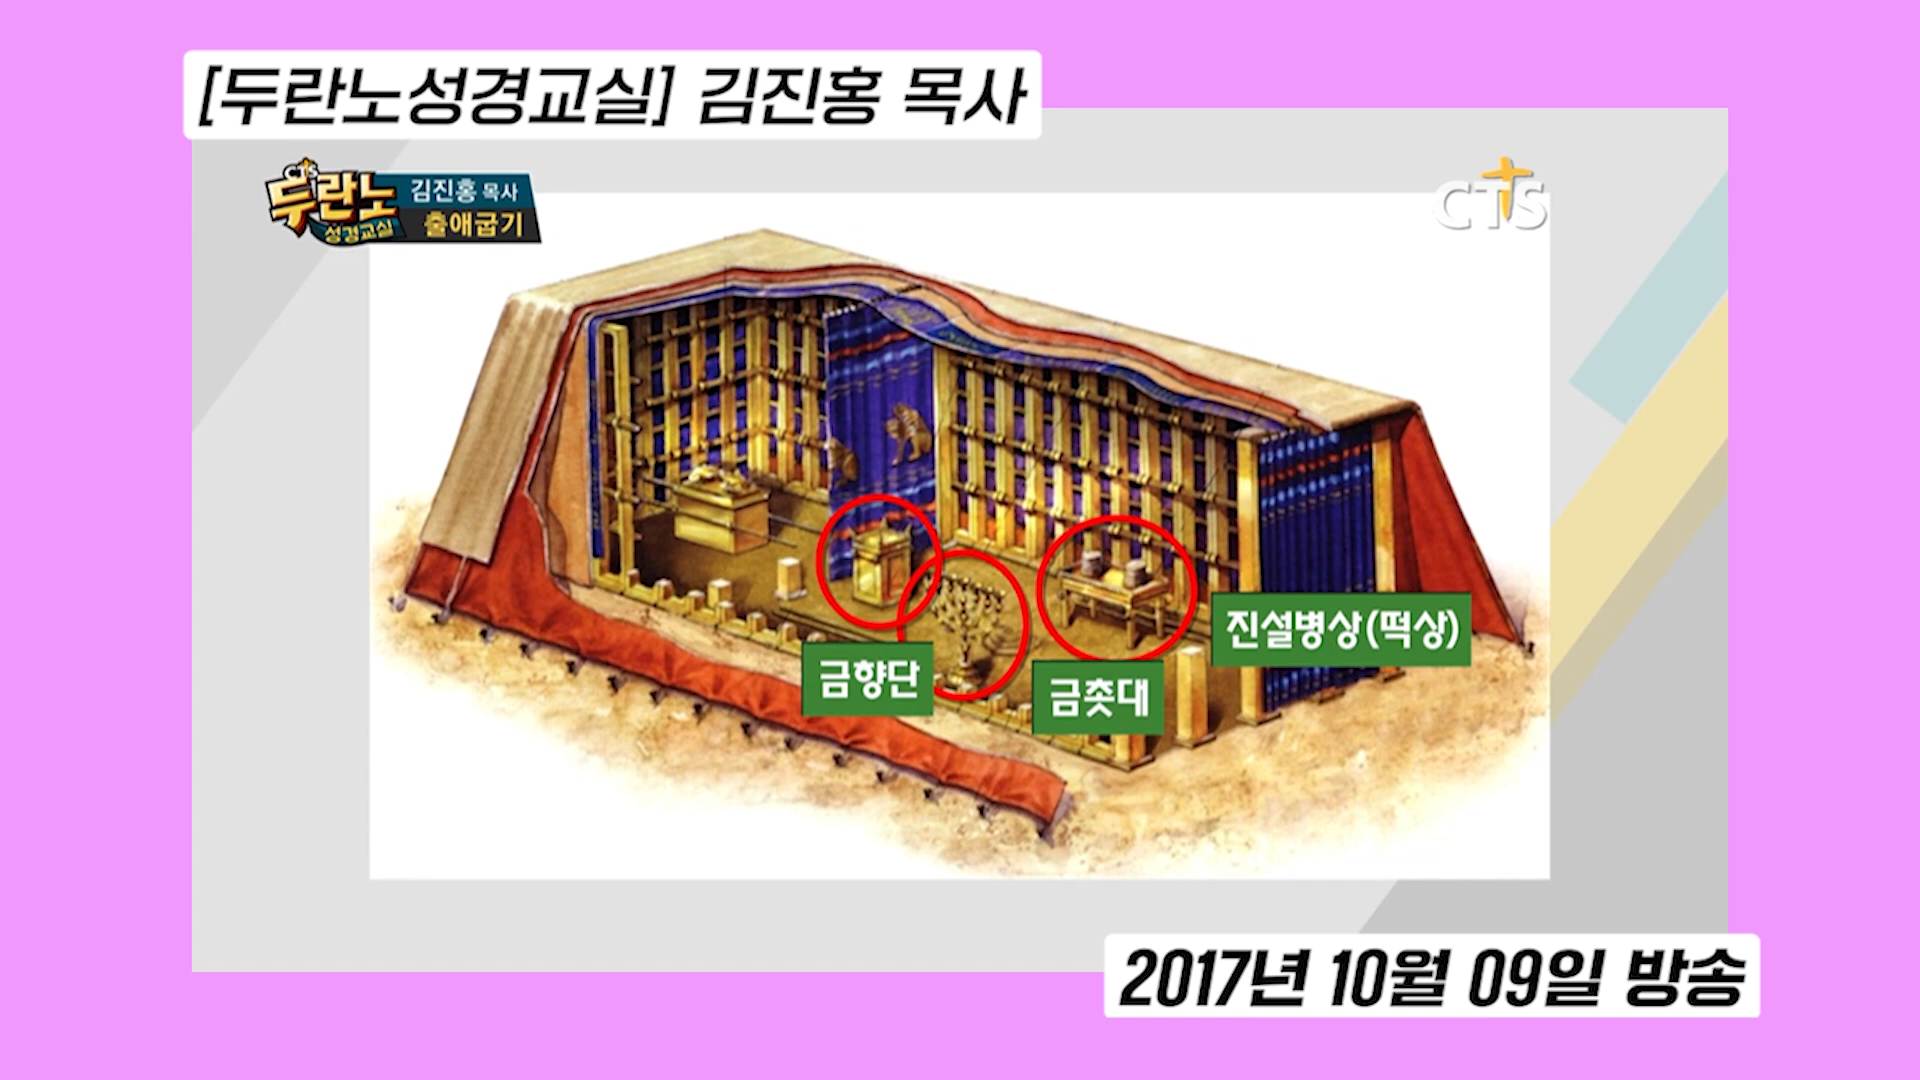 [두란노성경교실] 김진홍 목사
CTS
두란노
성경교실
김진홍 목사
출애굽기
CTS
진설병상(떡상)
금향단
금촛대
2017년 10월 09일 방송